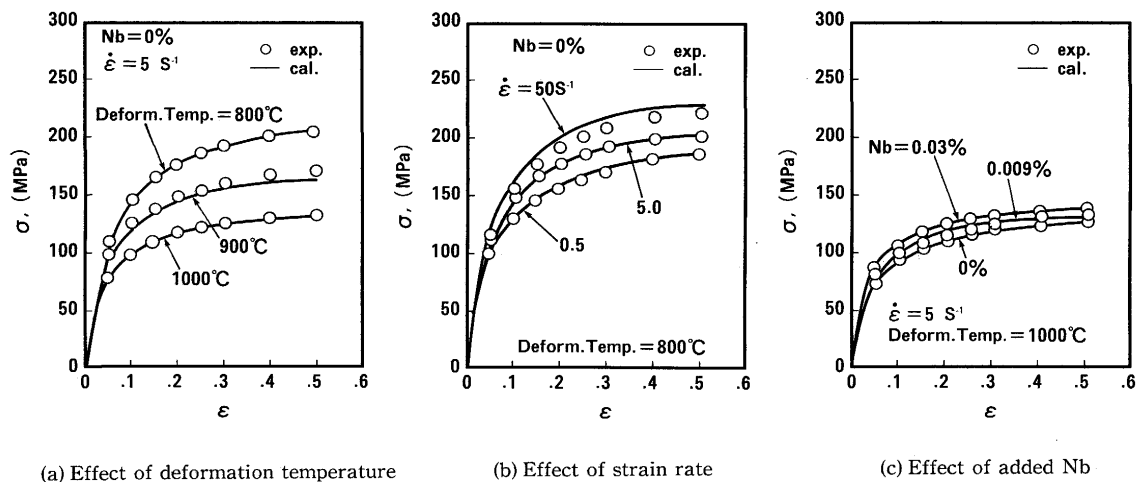 300
250
200
150
100
50
0
σ, (MPa)
Nb=0%
ε̇ = 5 S⁻¹
exp.
cal.
Deform.Temp.=800℃
900℃
1000℃
0 .1 .2 .3 .4 .5 .6
ε
(a) Effect of deformation temperature
300
250
200
150
100
50
0
σ, (MPa)
Nb=0%
exp.
cal.
ε̇ = 50S⁻¹
5.0
0.5
Deform.Temp.=800℃
0 .1 .2 .3 .4 .5 .6
ε
(b) Effect of strain rate
300
250
200
150
100
50
0
σ, (MPa)
exp.
cal.
Nb=0.03%
0.009%
0%
ε̇ = 5 S⁻¹
Deform.Temp.=1000℃
0 .1 .2 .3 .4 .5 .6
ε
(c) Effect of added Nb